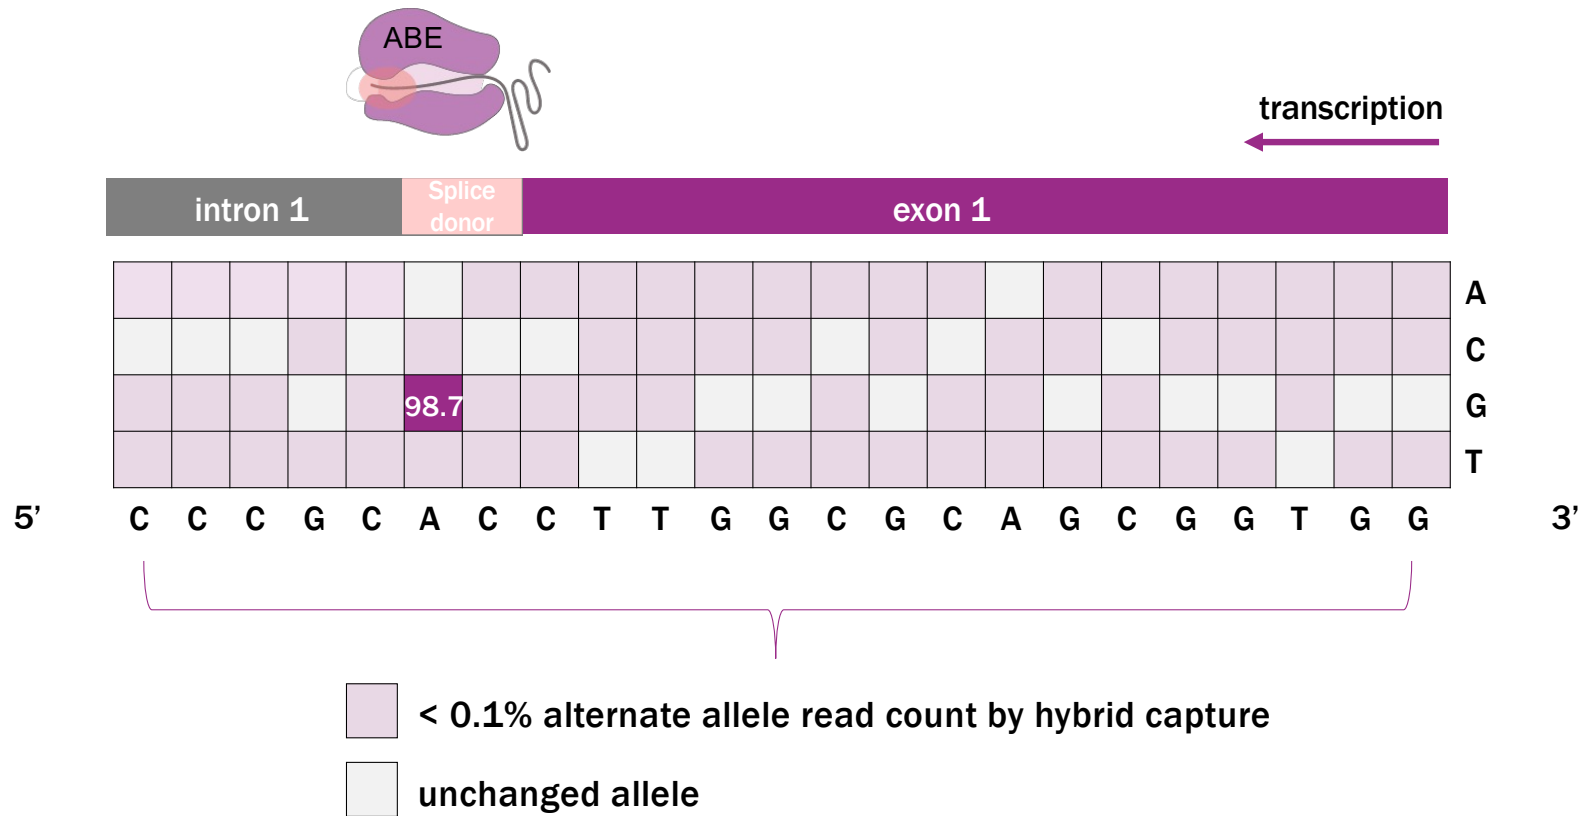 ABE
transcription
intron 1
Splice
donor
exon 1
A
C
98.7
G
T
5’ C C C G C A C C T T G G C G C A G C G G T G G 3’
< 0.1% alternate allele read count by hybrid capture
unchanged allele